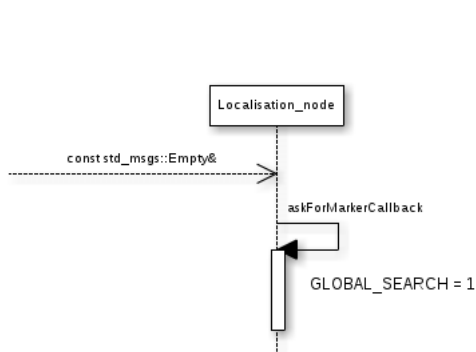 Localisation_node
const std_msgs::Empty&
askForMarkerCallback
GLOBAL_SEARCH = 1